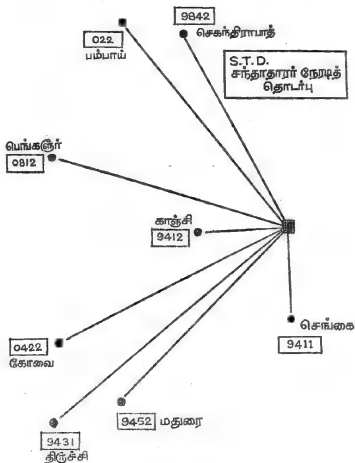 9842
செகந்திராபாத்
022
பம்பாய்
S.T.D.
சந்தாதாரர் நேரடித்
தொடர்பு
பெங்களூர்
0812
காஞ்சி
9412
செங்கை
9411
0422
கோவை
9452 மதுரை
9431
திருச்சி